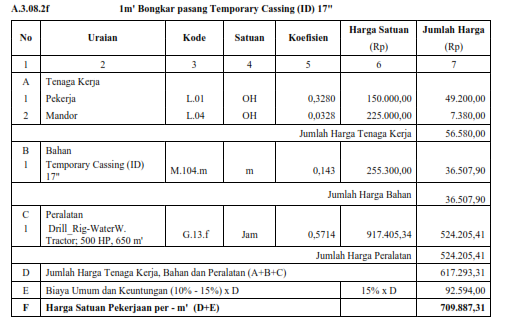 A.3.08.2f 1m' Bongkar pasang Temporary Cassing (ID) 17"
No Uraian Kode Satuan Koefisien Harga Satuan (Rp) Jumlah Harga (Rp)
1 2 3 4 5 6 7
A Tenaga Kerja
1 Pekerja L.01 OH 0,3280 150.000,00 49.200,00
2 Mandor L.04 OH 0,0328 225.000,00 7.380,00
Jumlah Harga Tenaga Kerja 56.580,00
B Bahan
1 Temporary Cassing (ID) 17" M.104.m m 0,143 255.300,00 36.507,90
Jumlah Harga Bahan 36.507,90
C Peralatan
1 Drill_Rig-WaterW. Tractor; 500 HP, 650 m' G.13.f Jam 0,5714 917.405,34 524.205,41
Jumlah Harga Peralatan 524.205,41
D Jumlah Harga Tenaga Kerja, Bahan dan Peralatan (A+B+C) 617.293,31
E Biaya Umum dan Keuntungan (10% - 15%) x D 15% x D 92.594,00
F Harga Satuan Pekerjaan per - m' (D+E) 709.887,31